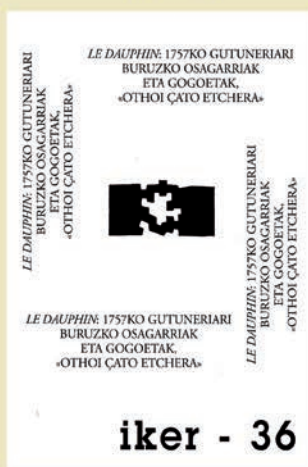 LE DAUPHIN: 1757KO GUTUNERIARI
BURUZKO OSAGARRIAK
ETA GOGOETAK,
«OTHOI ÇATO ETCHERA»
LE DAUPHIN: 1757KO GUTUNERIARI
BURUZKO OSAGARRIAK
ETA GOGOETAK,
«OTHOI ÇATO ETCHERA»
LE DAUPHIN: 1757KO GUTUNERIARI
BURUZKO OSAGARRIAK
ETA GOGOETAK,
«OTHOI ÇATO ETCHERA»
LE DAUPHIN: 1757KO GUTUNERIARI
BURUZKO OSAGARRIAK
ETA GOGOETAK,
«OTHOI ÇATO ETCHERA»
iker - 36